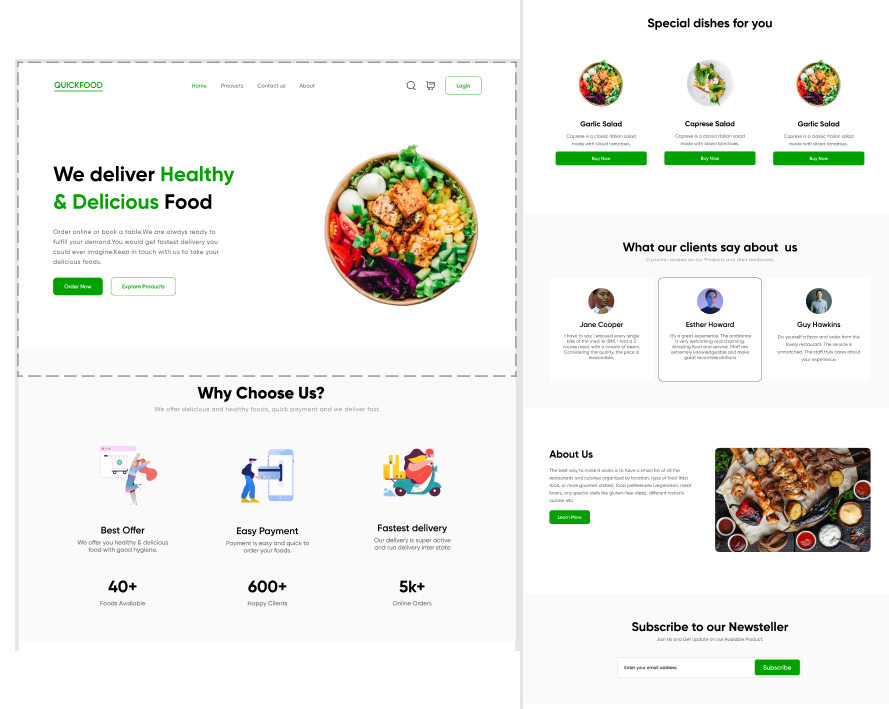 QUICKFOOD
Home Products Contact us About
Login
We deliver Healthy
& Delicious Food
Order online or book a table.We are always ready to
fulfill your demand.You would get fastest delivery you
could ever imagine.Keep in touch with us to take your
delicious foods.
Order Now Explore Products
Why Choose Us?
We offer delicious and healthy foods, quick payment and we deliver fast.
Best Offer
We offer you healthy & delicious
food with good hygiene.
Easy Payment
Payment is easy and quick to
order your foods.
Fastest delivery
Our delivery is super active
and run delivery inter state
40+
Foods Available
600+
Happy Clients
5k+
Online Orders
Special dishes for you
Garlic Salad
Caprese is a classic Italian salad
made with sliced tomatoes.
Buy Now
Caprese Salad
Caprese is a classic Italian salad
made with sliced tomatoes.
Buy Now
Garlic Salad
Caprese is a classic Italian salad
made with sliced tomatoes.
Buy Now
What our clients say about us
Customer reviews on our Products and their feedbacks.
Jane Cooper
I have to say, I enjoyed every single
bite of the meal in
course meal, with a couple of beers.
Considering the quality, the price is
reasonable.
Esther Howard
It's a great experience. The ambiance
is very welcoming and charming.
Amazing food and service. Staff are
extremely knowledgeable and make
great recommendations
Guy Hawkins
Do yourself a favor and order from this
lovely restaurant. The service is
unmatched. The staff truly cares about
your experience.
About Us
The best way to make it works is to have a short list of all the
restaurants and cuisines organised by location, type of food (fast
food, or more gourmet dishes), food preferences (vegetarian, meat
lovers, any special diets like gluten-free diets), different nation's
cuisine, etc.
Learn More
Subscribe to our Newsteller
Join Us and Get Update on our Available Product.
Enter your email address Subscribe